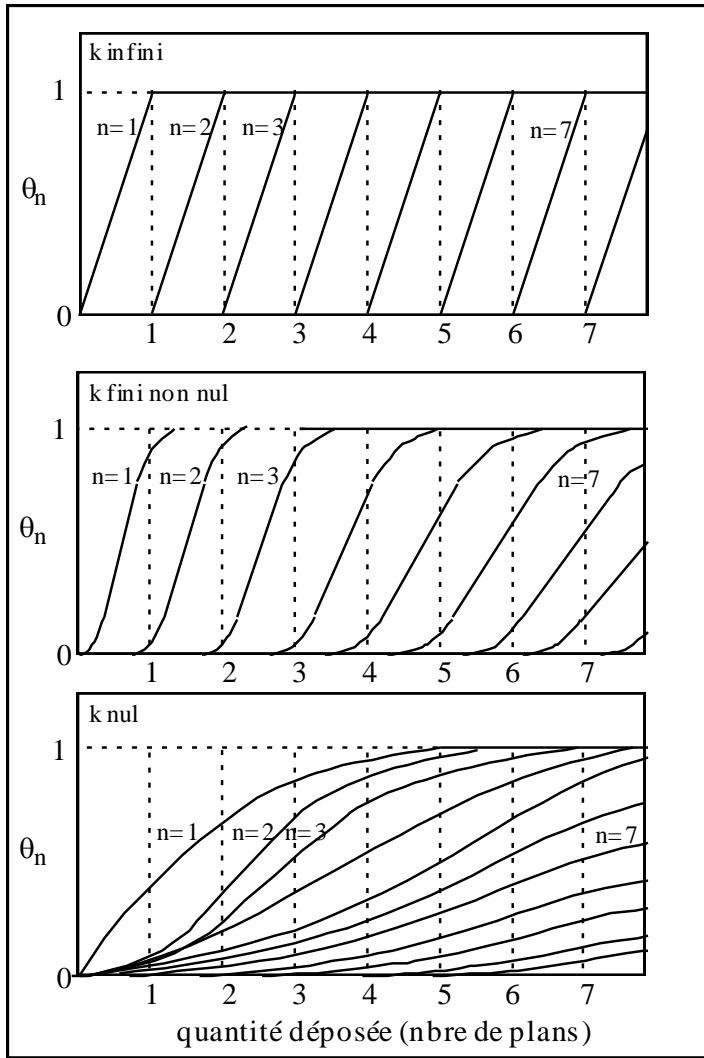 k infini
1
n=1 n=2 n=3 n=7
θn
0
1 2 3 4 5 6 7
k fini non nul
1
n=1 n=2 n=3 n=7
θn
0
1 2 3 4 5 6 7
k nul
1
n=1 n=2 n=3 n=7
θn
0
1 2 3 4 5 6 7
quantité déposée (nbre de plans)